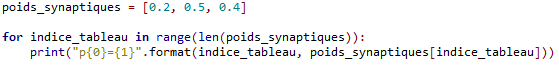 poids_synaptiques = [0.2, 0.5, 0.4]
for indice_tableau in range(len(poids_synaptiques)):
    print("p{0}={1}".format(indice_tableau, poids_synaptiques[indice_tableau]))